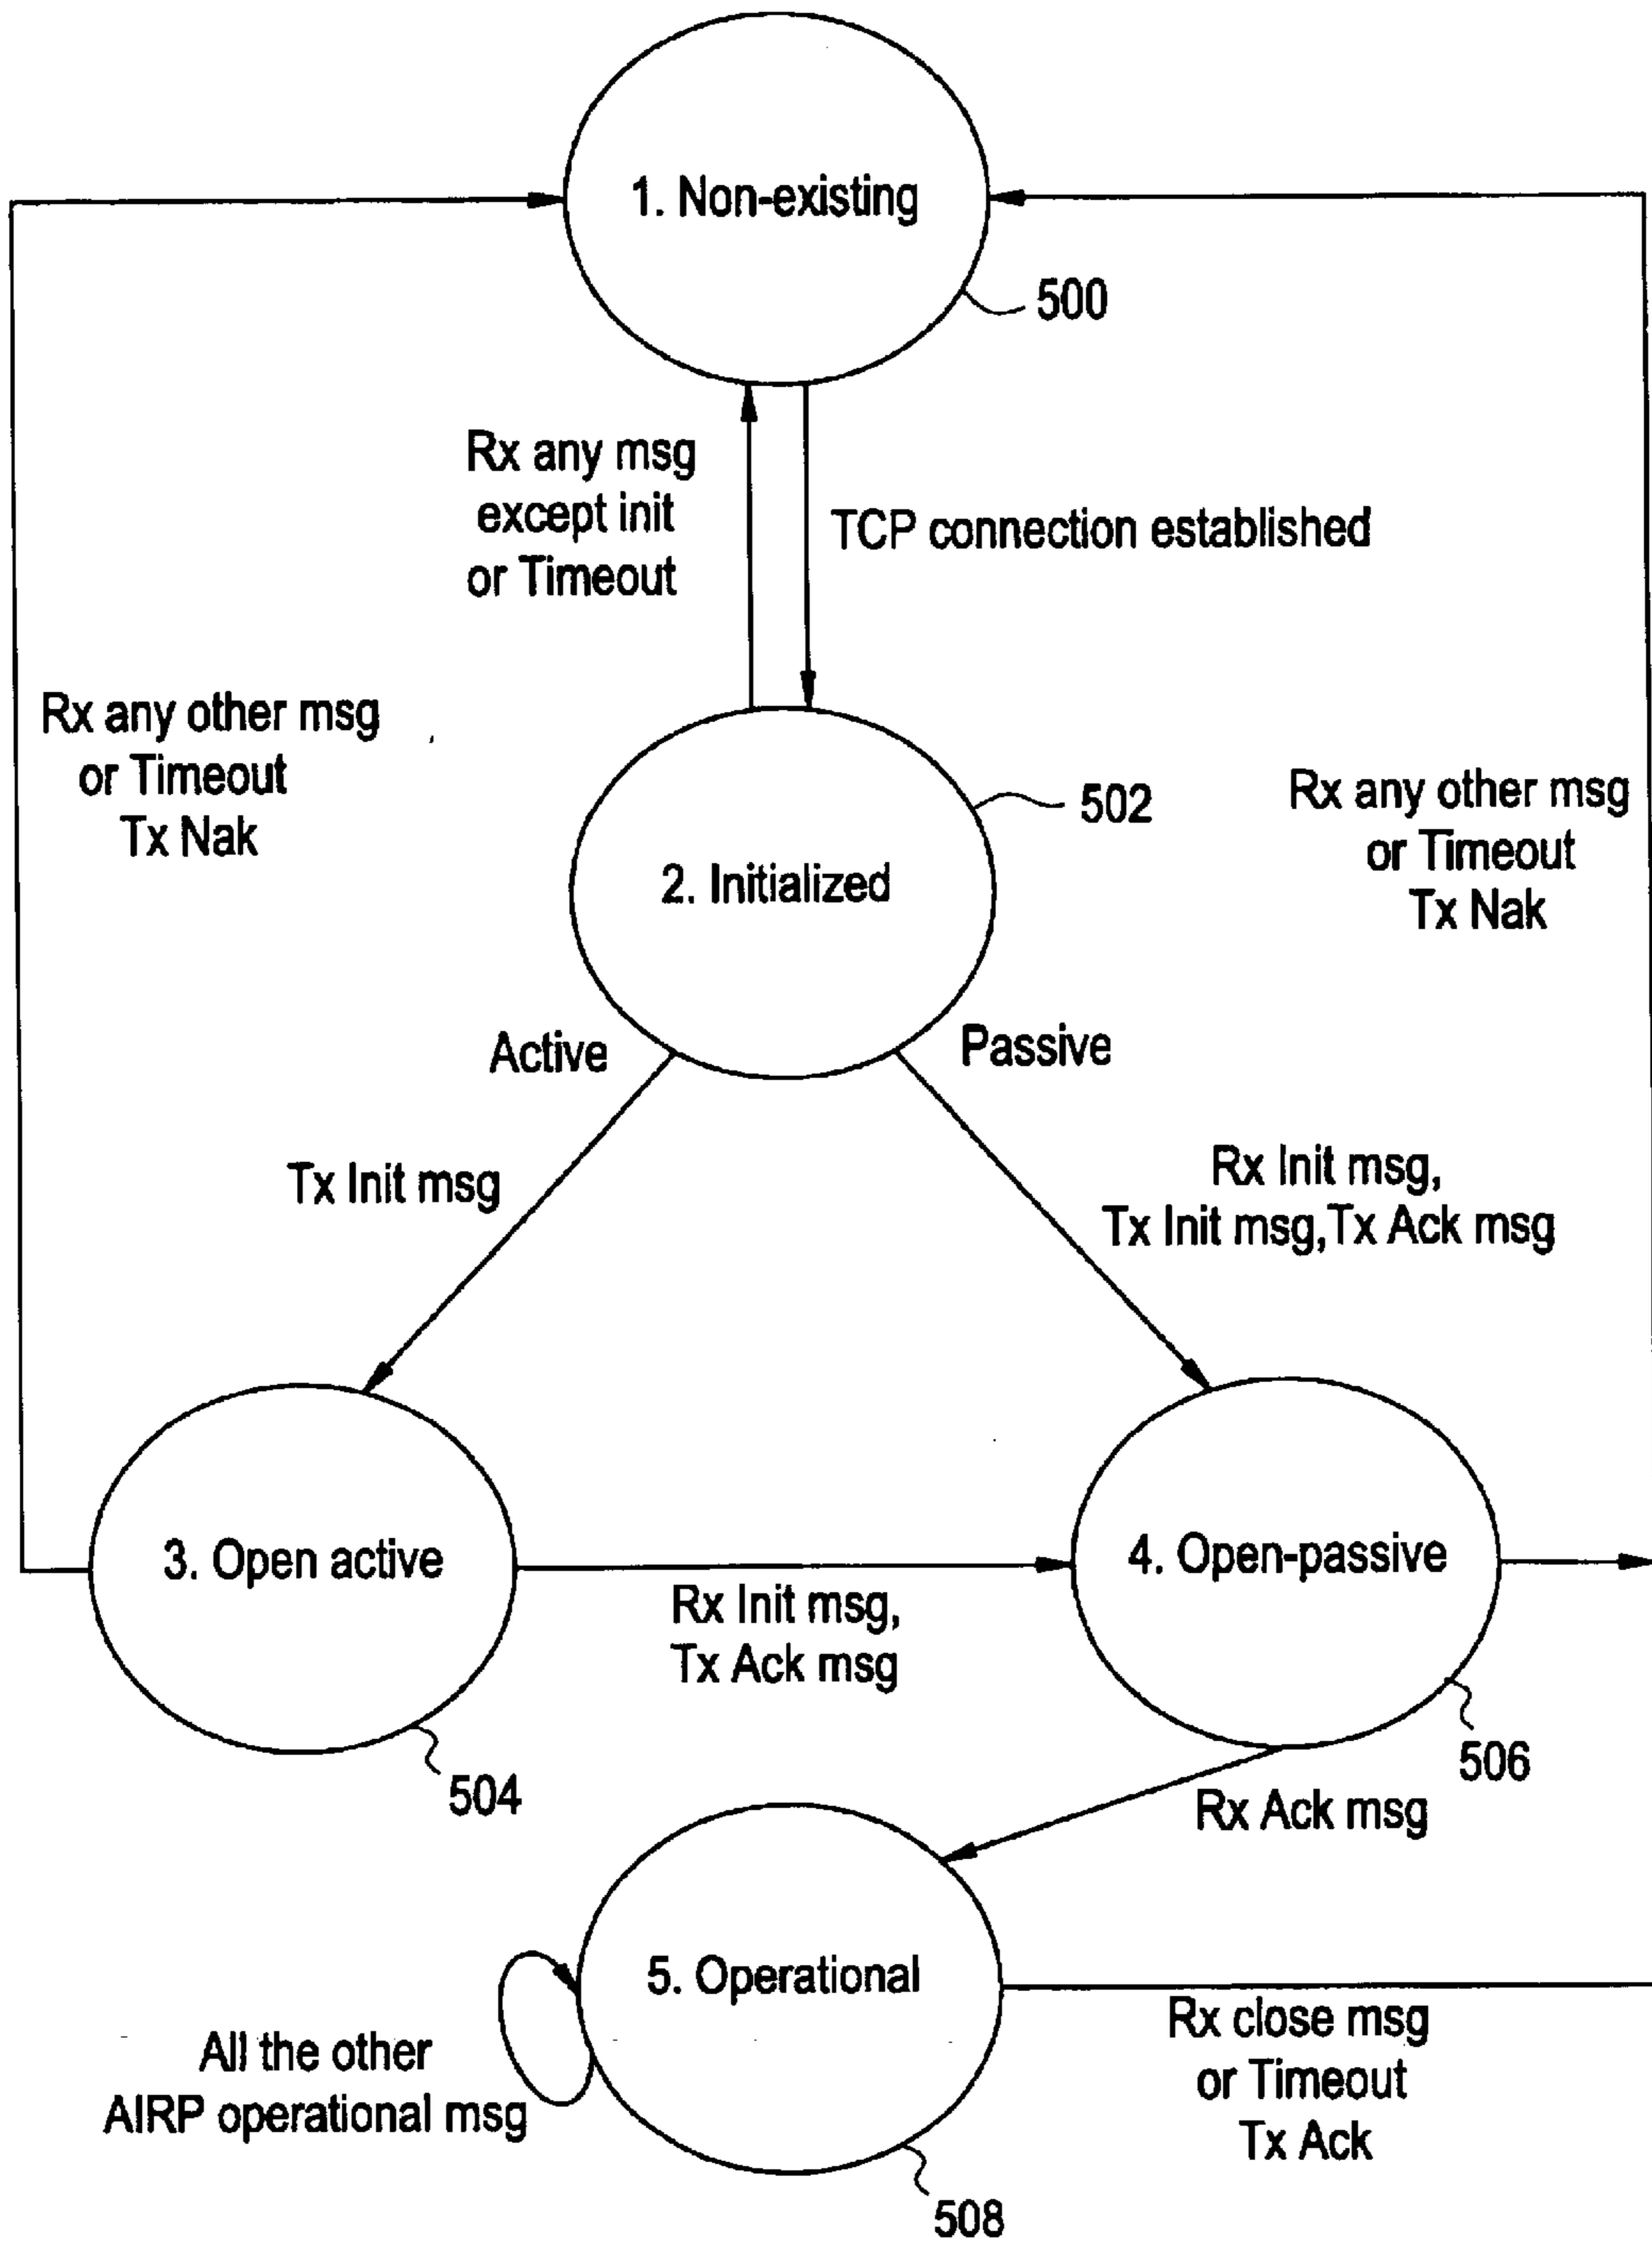 1. Non-existing
500
Rx any msg
except init
or Timeout
TCP connection established
Rx any other msg
or Timeout
Tx Nak
502
2. Initialized
Rx any other msg
or Timeout
Tx Nak
Active
Passive
Tx Init msg
Rx Init msg,
Tx Init msg,Tx Ack msg
3. Open active
4. Open-passive
Rx Init msg,
Tx Ack msg
504
506
Rx Ack msg
5. Operational
All the other
AIRP operational msg
Rx close msg
or Timeout
Tx Ack
508